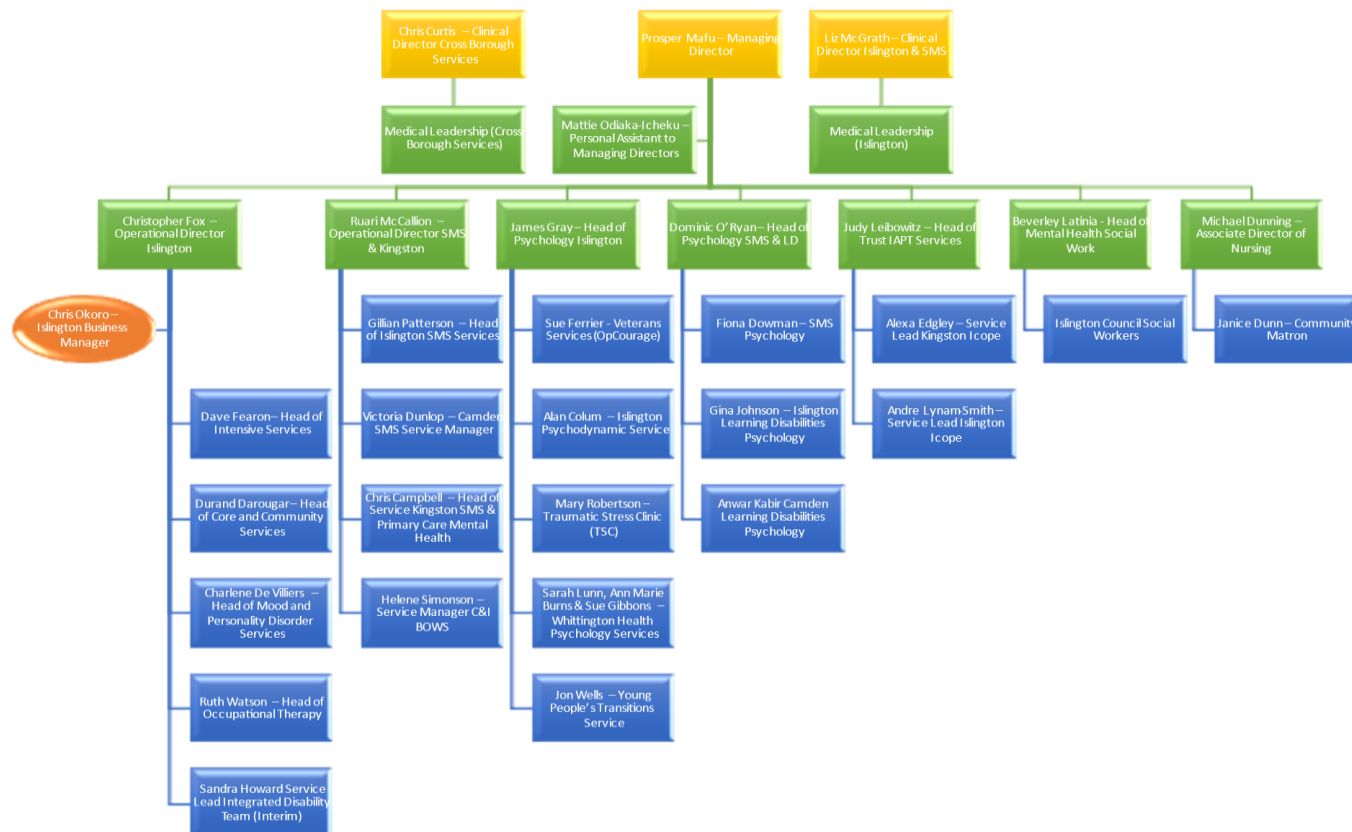 Chris Curtis – Clinical
Director Cross Borough
Services
Prosper Mafu – Managing
Director
Liz McGrath – Clinical
Director Islington & SMS
Medical Leadership (Cross
Borough Services)
Mattie Odiaka-Icheku –
Personal Assistant to
Managing Directors
Medical Leadership
(Islington)
Christopher Fox –
Operational Director
Islington
Ruari McCallion –
Operational Director SMS
& Kingston
James Gray – Head of
Psychology Islington
Dominic O'Ryan – Head of
Psychology SMS & LD
Judy Leibowitz – Head of
Trust IAPT Services
Beverley Latinia - Head of
Mental Health Social
Work
Michael Dunning –
Associate Director of
Nursing
Chris Okoro –
Islington Business
Manager
Gillian Patterson – Head
of Islington SMS Services
Sue Ferrier - Veterans
Services (OpCourage)
Fiona Dowman – SMS
Psychology
Alexa Edgley – Service
Lead Kingston Icope
Islington Council Social
Workers
Janice Dunn – Community
Matron
Dave Fearon – Head of
Intensive Services
Victoria Dunlop – Camden
SMS Service Manager
Alan Colum – Islington
Psychodynamic Service
Gina Johnson – Islington
Learning Disabilities
Psychology
Andre Lynam-Smith –
Service Lead Islington
Icope
Durand Darougar – Head
of Core and Community
Services
Chris Campbell – Head of
Service Kingston SMS &
Primary Care Mental
Health
Mary Robertson –
Traumatic Stress Clinic
(TSC)
Anwar Kabir Camden
Learning Disabilities
Psychology
Charlene De Villiers –
Head of Mood and
Personality Disorder
Services
Helene Simonson –
Service Manager C&I
BOWS
Sarah Lunn, Ann Marie
Burns & Sue Gibbons –
Whittington Health
Psychology Services
Ruth Watson – Head of
Occupational Therapy
Jon Wells – Young
People's Transitions
Service
Sandra Howard Service
Lead Integrated Disability
Team (Interim)